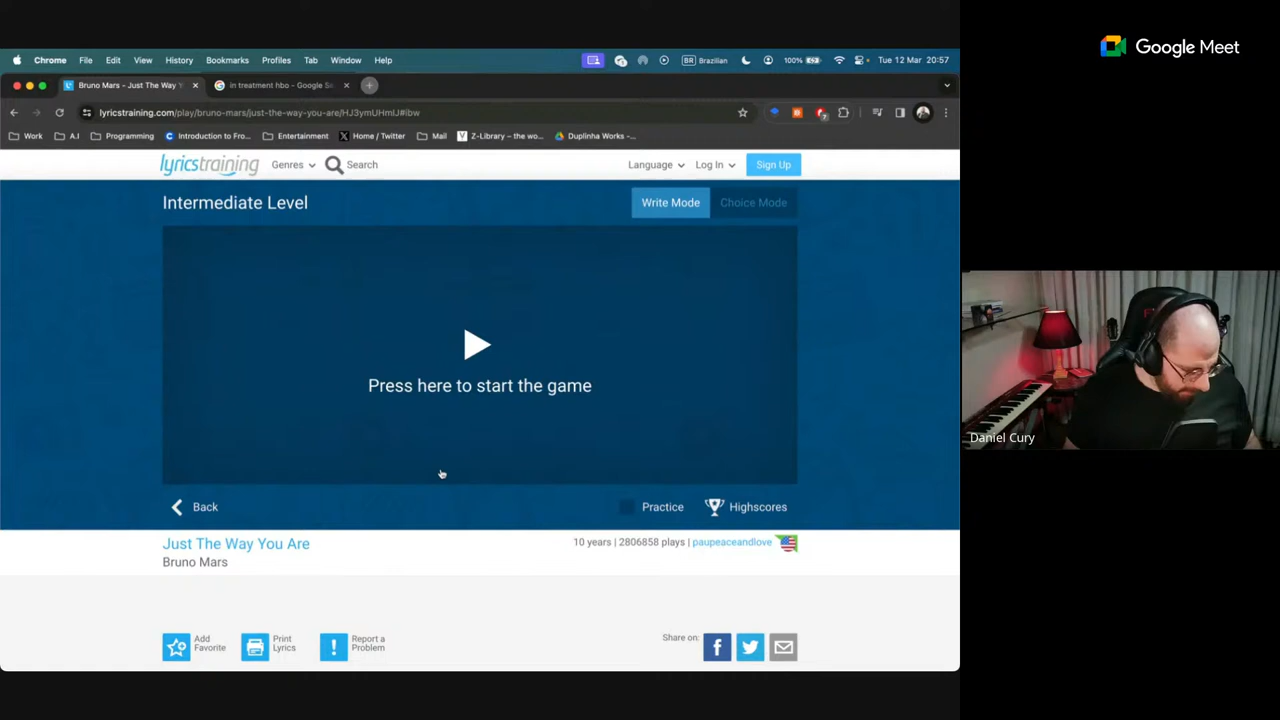 Google Meet
Chrome File Edit View History Bookmarks Profiles Tab Window Help BR Brazilian 100% Tue 12 Mar 20:57
Bruno Mars - Just The Way Y in treatment hbo - Google Se
lyricstraining.com/play/bruno-mars/just-the-way-you-are/HJ3ymUHmIJ#ibw
Work A.I Programming Introduction to Fro... Entertainment Home / Twitter Mail Z-Library – the wo... Duplinha Works –...
lyricstraining Genres Search Language Log In Sign Up
Intermediate Level Write Mode Choice Mode
Press here to start the game
Daniel Cury
Back Practice Highscores
Just The Way You Are 10 years | 2806858 plays | paupeaceandlove
Bruno Mars
Add Favorite
Print Lyrics
Report a Problem
Share on: